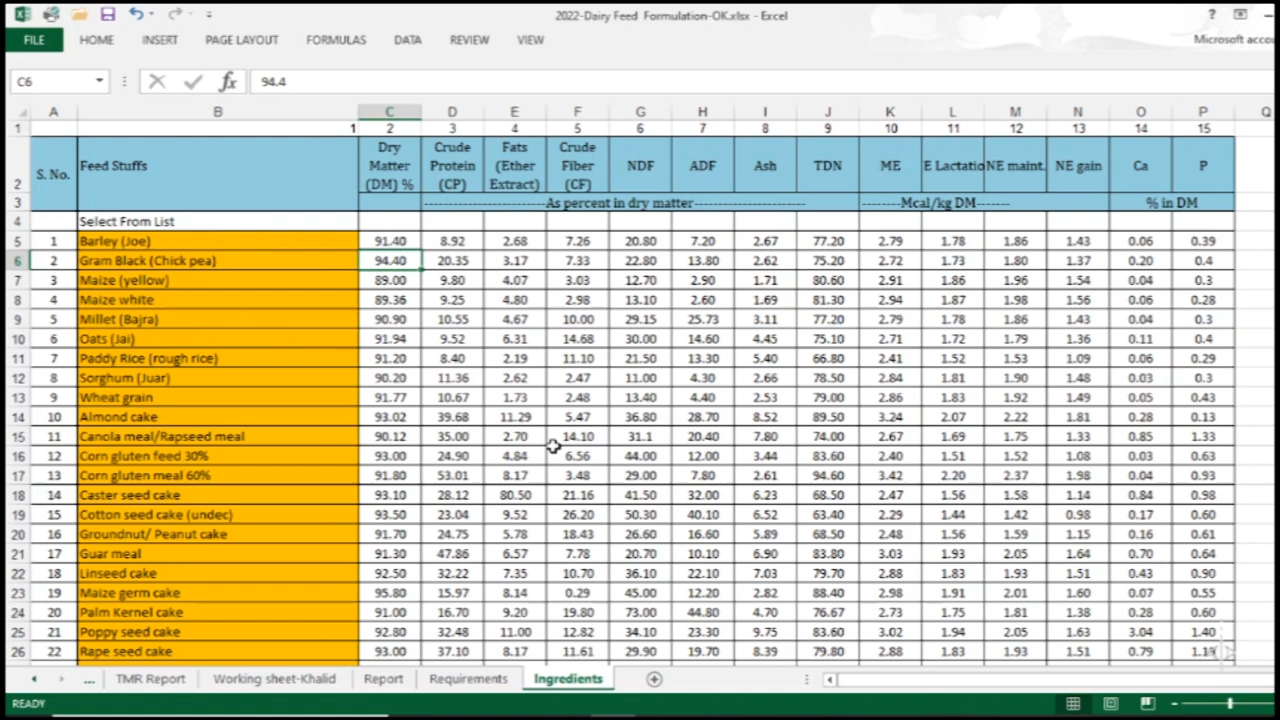 2022-Dairy Feed Formulation-OK.xlsx - Excel
?
FILE HOME INSERT PAGE LAYOUT FORMULAS DATA REVIEW VIEW Microsoft accou
C6 fx 94.4
A B C D E F G H I J K L M N O P Q
1 1 2 3 4 5 6 7 8 9 10 11 12 13 14 15
2 S. No. Feed Stuffs Dry Matter (DM) % Crude Protein (CP) Fats (Ether Extract) Crude Fiber (CF) NDF ADF Ash TDN ME E Lactatio NE maint. NE gain Ca P
3 -------------------------As percent in dry matter------------------------ --------Mcal/kg DM------- % in DM
4 Select From List
5 1 Barley (Joe) 91.40 8.92 2.68 7.26 20.80 7.20 2.67 77.20 2.79 1.78 1.86 1.43 0.06 0.39
6 2 Gram Black (Chick pea) 94.40 20.35 3.17 7.33 22.80 13.80 2.62 75.20 2.72 1.73 1.80 1.37 0.20 0.4
7 3 Maize (yellow) 89.00 9.80 4.07 3.03 12.70 2.90 1.71 80.60 2.91 1.86 1.96 1.54 0.04 0.3
8 4 Maize white 89.36 9.25 4.80 2.98 13.10 2.60 1.69 81.30 2.94 1.87 1.98 1.56 0.06 0.28
9 5 Millet (Bajra) 90.90 10.55 4.67 10.00 29.15 25.73 3.11 77.20 2.79 1.78 1.86 1.43 0.04 0.3
10 6 Oats (Jai) 91.94 9.52 6.31 14.68 30.00 14.60 4.45 75.10 2.71 1.72 1.79 1.36 0.11 0.4
11 7 Paddy Rice (rough rice) 91.20 8.40 2.19 11.10 21.50 13.30 5.40 66.80 2.41 1.52 1.53 1.09 0.06 0.29
12 8 Sorghum (Juar) 90.20 11.36 2.62 2.47 11.00 4.30 2.66 78.50 2.84 1.81 1.90 1.48 0.03 0.3
13 9 Wheat grain 91.77 10.67 1.73 2.48 13.40 4.40 2.53 79.00 2.86 1.83 1.92 1.49 0.05 0.43
14 10 Almond cake 93.02 39.68 11.29 5.47 36.80 28.70 8.52 89.50 3.24 2.07 2.22 1.81 0.28 0.13
15 11 Canola meal/Rapseed meal 90.12 35.00 2.70 14.10 31.1 20.40 7.80 74.00 2.67 1.69 1.75 1.33 0.85 1.33
16 12 Corn gluten feed 30% 93.00 24.90 4.84 6.56 44.00 12.00 3.44 83.60 2.40 1.51 1.52 1.08 0.03 0.63
17 13 Corn gluten meal 60% 91.80 53.01 8.17 3.48 29.00 7.80 2.61 94.60 3.42 2.20 2.37 1.98 0.04 0.93
18 14 Caster seed cake 93.10 28.12 80.50 21.16 41.50 32.00 6.23 68.50 2.47 1.56 1.58 1.14 0.84 0.98
19 15 Cotton seed cake (undec) 93.50 23.04 9.52 26.20 50.30 40.10 6.52 63.40 2.29 1.44 1.42 0.98 0.17 0.60
20 16 Groundnut/ Peanut cake 91.70 24.75 5.78 18.43 26.60 16.60 5.89 68.50 2.48 1.56 1.59 1.15 0.16 0.61
21 17 Guar meal 91.30 47.86 6.57 7.78 20.70 10.10 6.90 83.80 3.03 1.93 2.05 1.64 0.70 0.64
22 18 Linseed cake 92.50 32.22 7.35 10.70 36.10 22.10 7.03 79.70 2.88 1.83 1.93 1.51 0.43 0.90
23 19 Maize germ cake 95.80 15.97 8.14 0.29 45.00 12.20 2.82 88.40 2.98 1.91 2.01 1.60 0.07 0.55
24 20 Palm Kernel cake 91.00 16.70 9.20 19.80 73.00 44.80 4.70 76.67 2.73 1.75 1.81 1.38 0.28 0.60
25 21 Poppy seed cake 92.80 32.48 11.00 12.82 34.10 23.30 9.75 83.60 3.02 1.94 2.05 1.63 3.04 1.40
26 22 Rape seed cake 93.00 37.10 8.17 11.61 29.90 19.70 8.39 79.80 2.88 1.83 1.93 1.51 0.79
... TMR Report Working sheet-Khalid Report Requirements Ingredients
READY